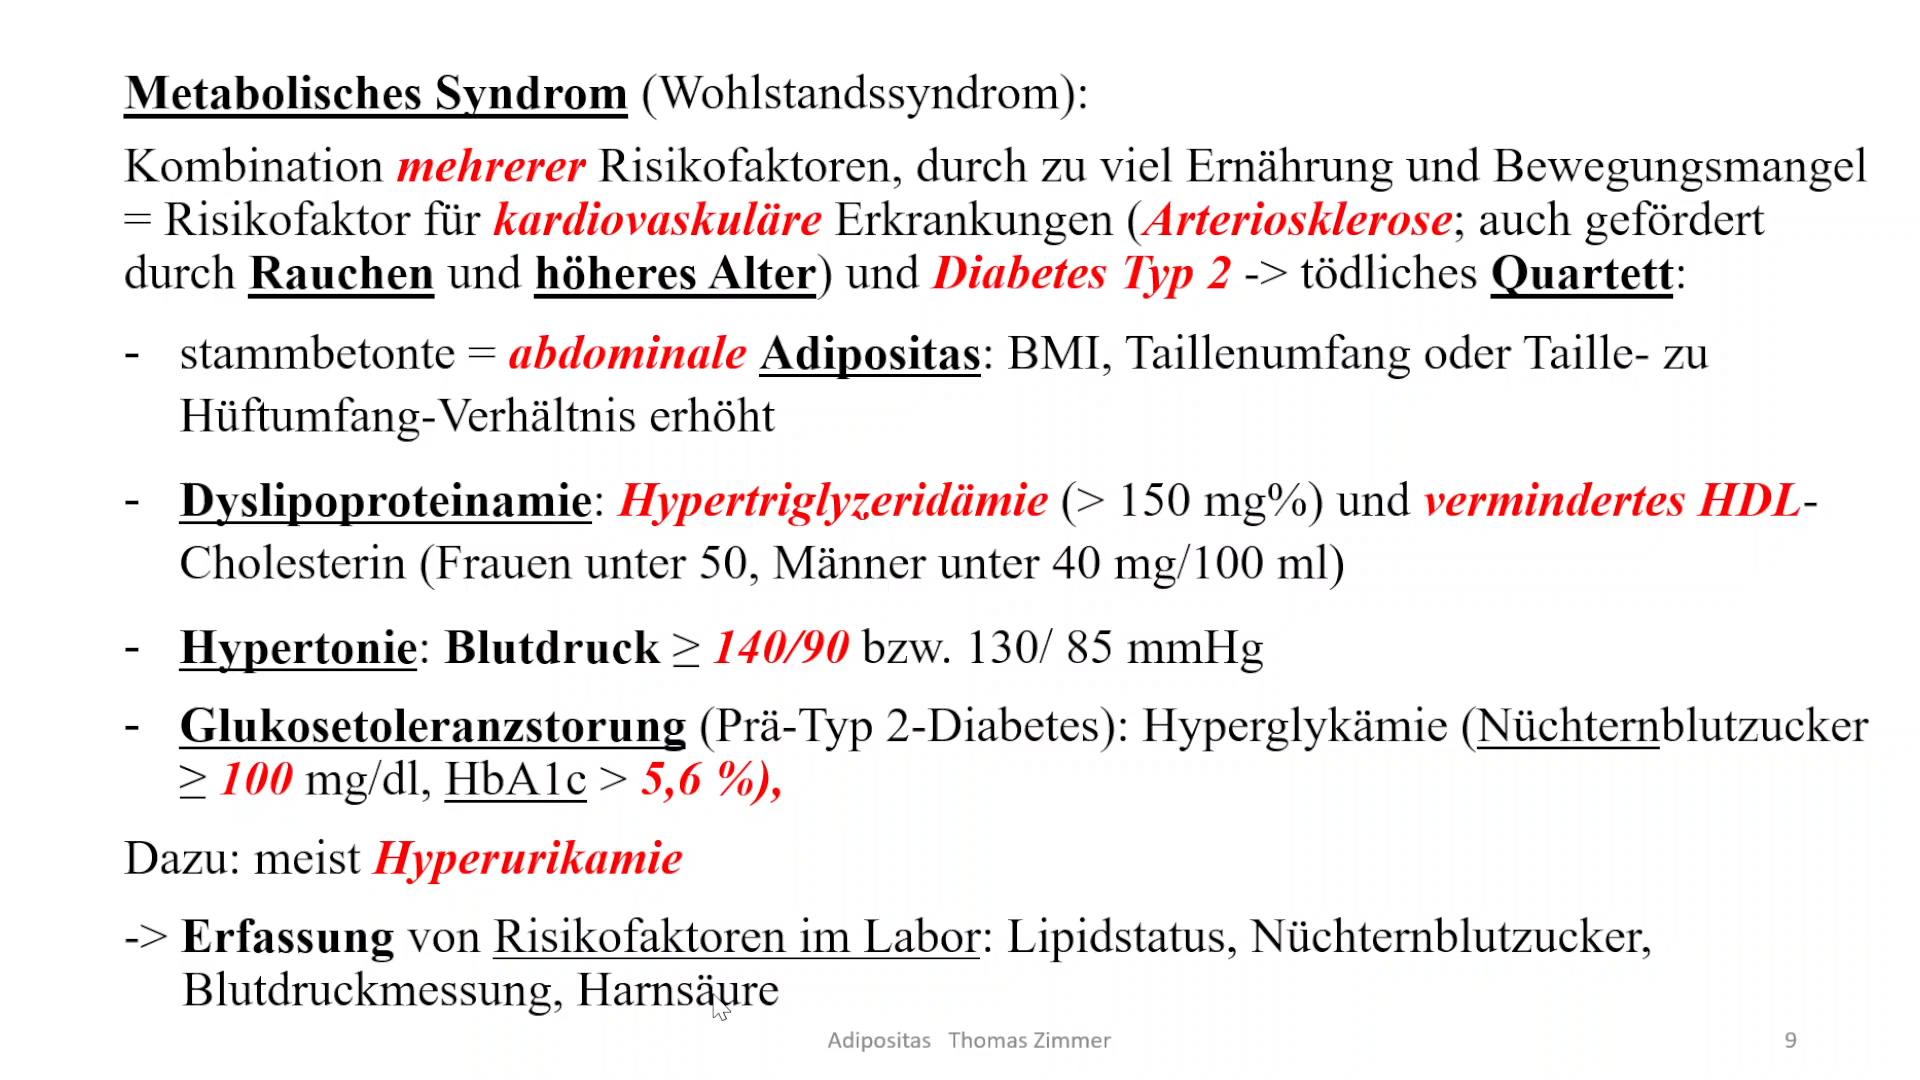 Metabolisches Syndrom (Wohlstandssyndrom):
Kombination mehrerer Risikofaktoren, durch zu viel Ernährung und Bewegungsmangel
= Risikofaktor für kardiovaskuläre Erkrankungen (Arteriosklerose; auch gefördert
durch Rauchen und höheres Alter) und Diabetes Typ 2 -> tödliches Quartett:
- stammbetonte = abdominale Adipositas: BMI, Taillenumfang oder Taille- zu
Hüftumfang-Verhältnis erhöht
- Dyslipoproteinamie: Hypertriglyzeridämie (> 150 mg%) und vermindertes HDL-
Cholesterin (Frauen unter 50, Männer unter 40 mg/100 ml)
- Hypertonie: Blutdruck ≥ 140/90 bzw. 130/ 85 mmHg
- Glukosetoleranzstorung (Prä-Typ 2-Diabetes): Hyperglykämie (Nüchternblutzucker
≥ 100 mg/dl, HbA1c > 5,6 %),
Dazu: meist Hyperurikamie
-> Erfassung von Risikofaktoren im Labor: Lipidstatus, Nüchternblutzucker,
Blutdruckmessung, Harnsäure
Adipositas Thomas Zimmer
9